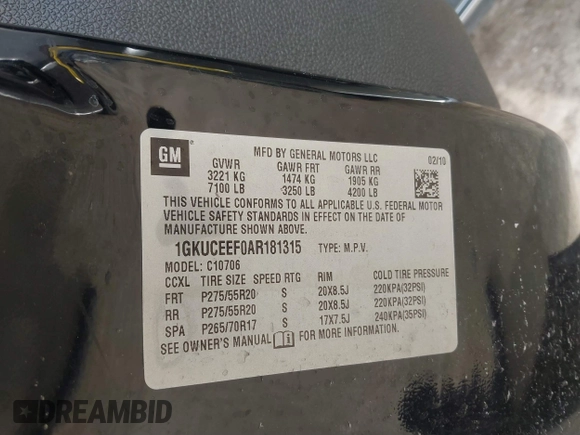 GM
MFD BY GENERAL MOTORS LLC
02/10
GVWR GAWR FRT GAWR RR
3221 KG 1474 KG 1905 KG
7100 LB 3250 LB 4200 LB
THIS VEHICLE CONFORMS TO ALL APPLICABLE U.S. FEDERAL MOTOR
VEHICLE SAFETY STANDARDS IN EFFECT ON THE DATE OF
MANUFACTURE SHOWN ABOVE.
1GKUCEEF0AR181315 TYPE: M.P.V.
MODEL: C10706
CCXL TIRE SIZE SPEED RTG RIM COLD TIRE PRESSURE
FRT P275/55R20 S 20X8.5J 220KPA(32PSI)
RR P275/55R20 S 20X8.5J 220KPA(32PSI)
SPA P265/70R17 S 17X7.5J 240KPA(35PSI)
SEE OWNER'S MANUAL FOR MORE INFORMATION.
DREAMBID